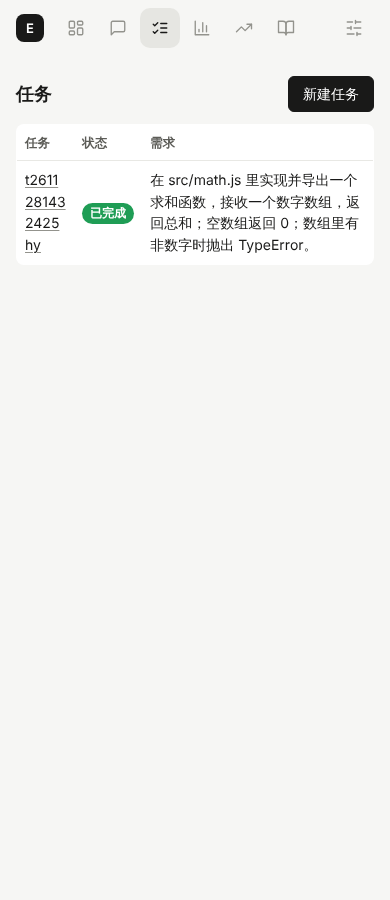 E
任务
新建任务
任务 状态 需求
t2611
28143
2425
hy
已完成
在 src/math.js 里实现并导出一个
求和函数，接收一个数字数组，返
回总和；空数组返回 0；数组里有
非数字时抛出 TypeError。